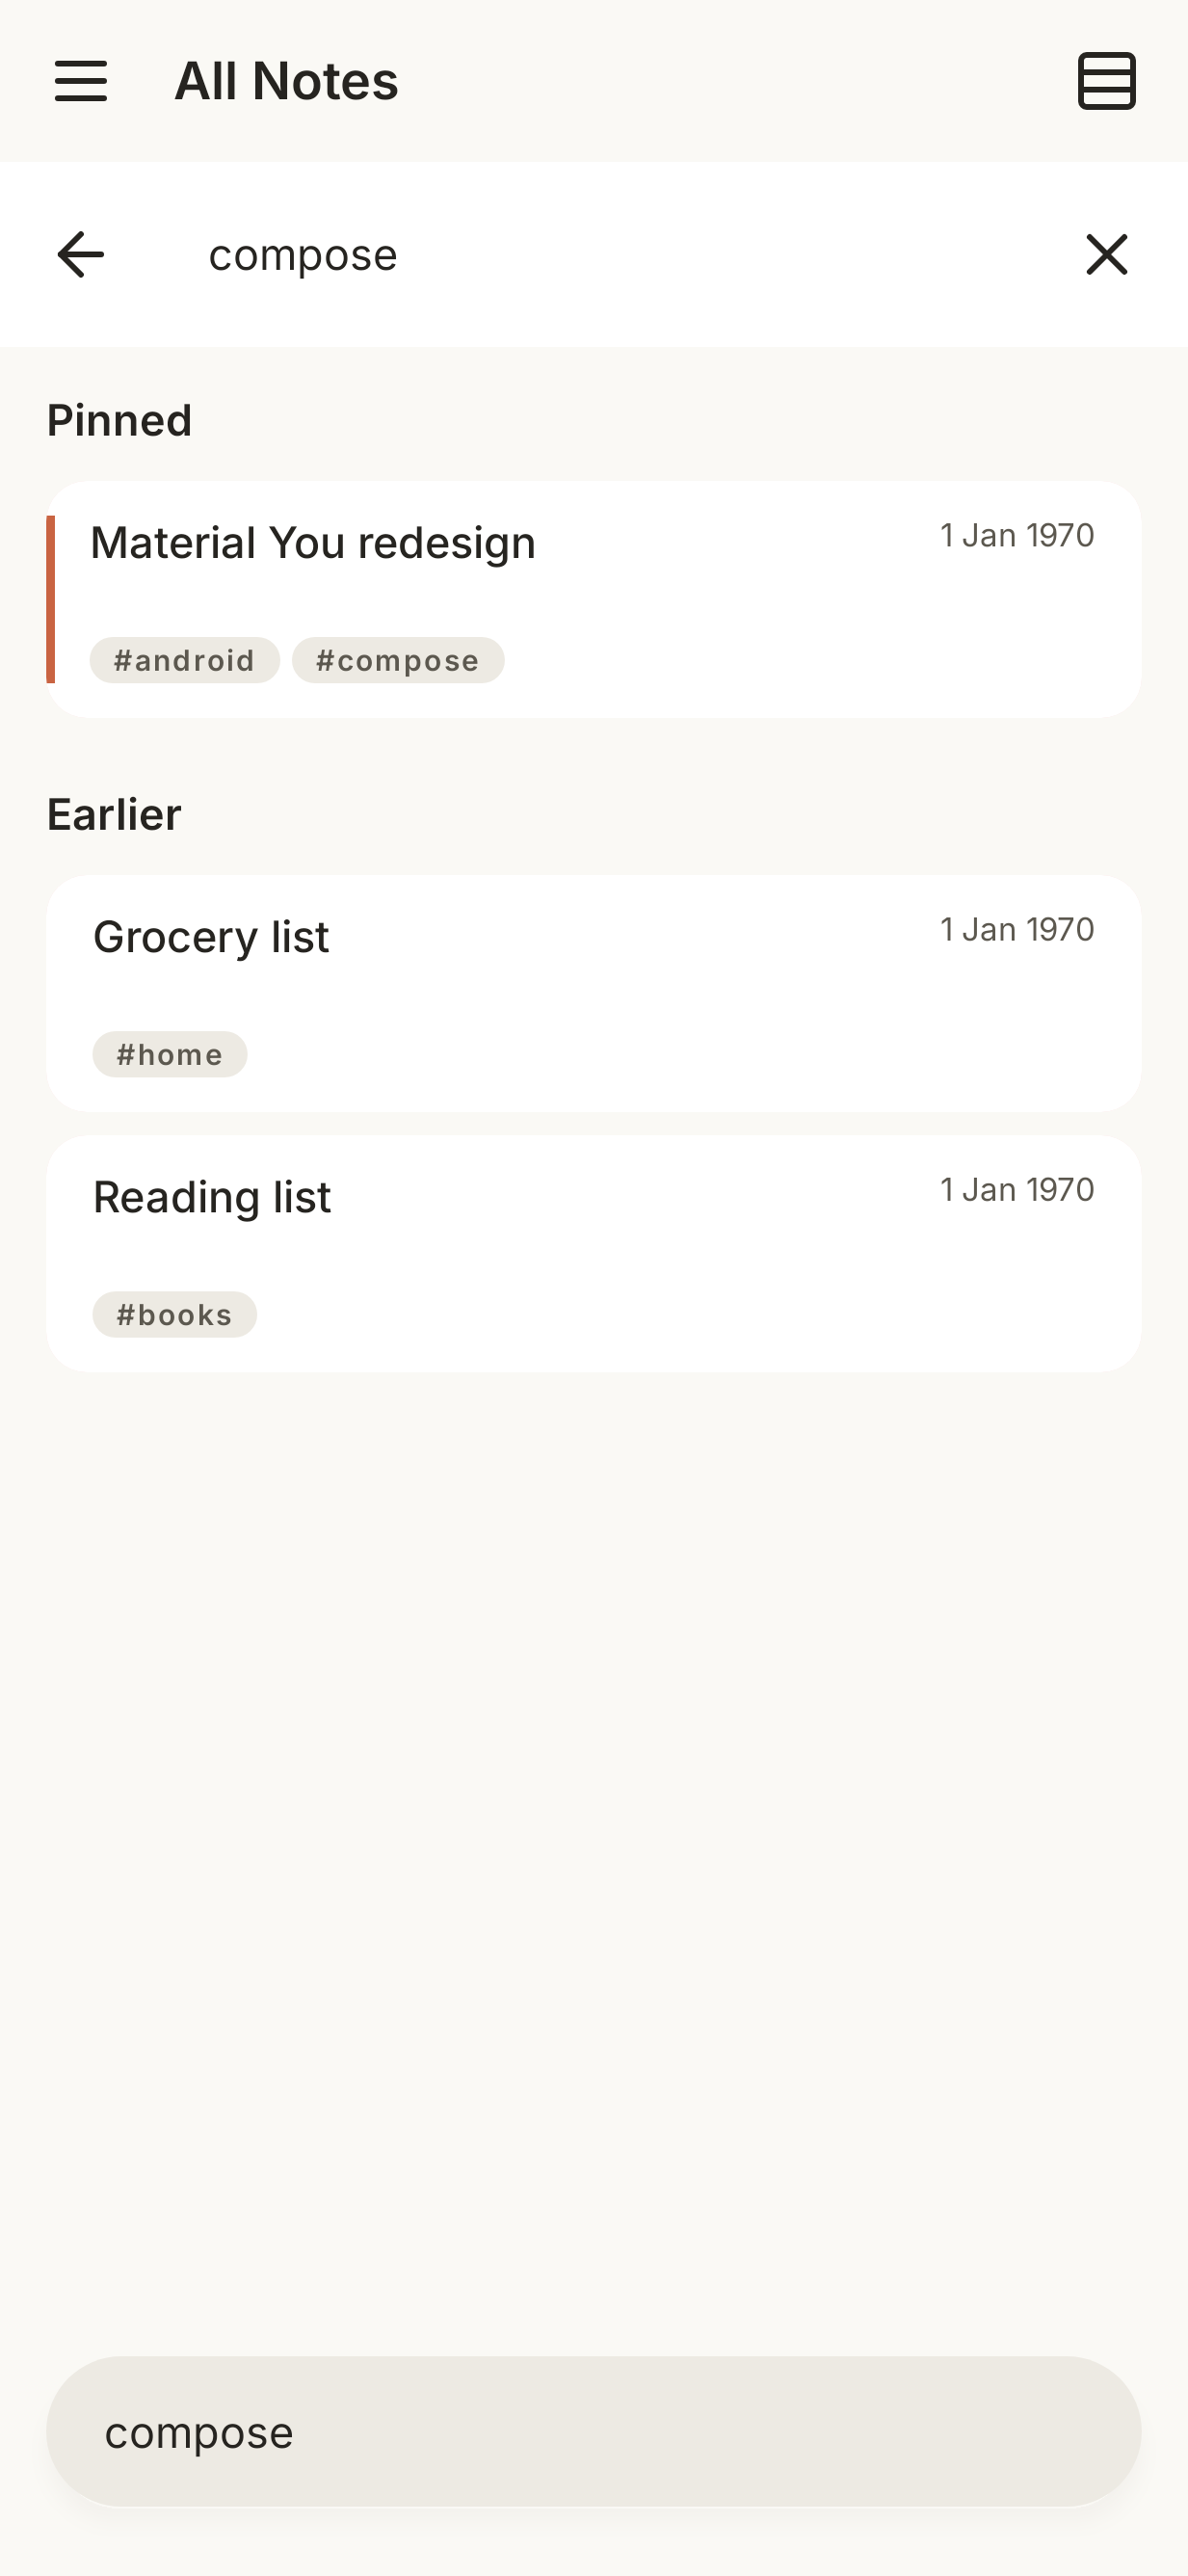 All Notes
compose
Pinned
Material You redesign
1 Jan 1970
#android #compose
Earlier
Grocery list
1 Jan 1970
#home
Reading list
1 Jan 1970
#books
compose